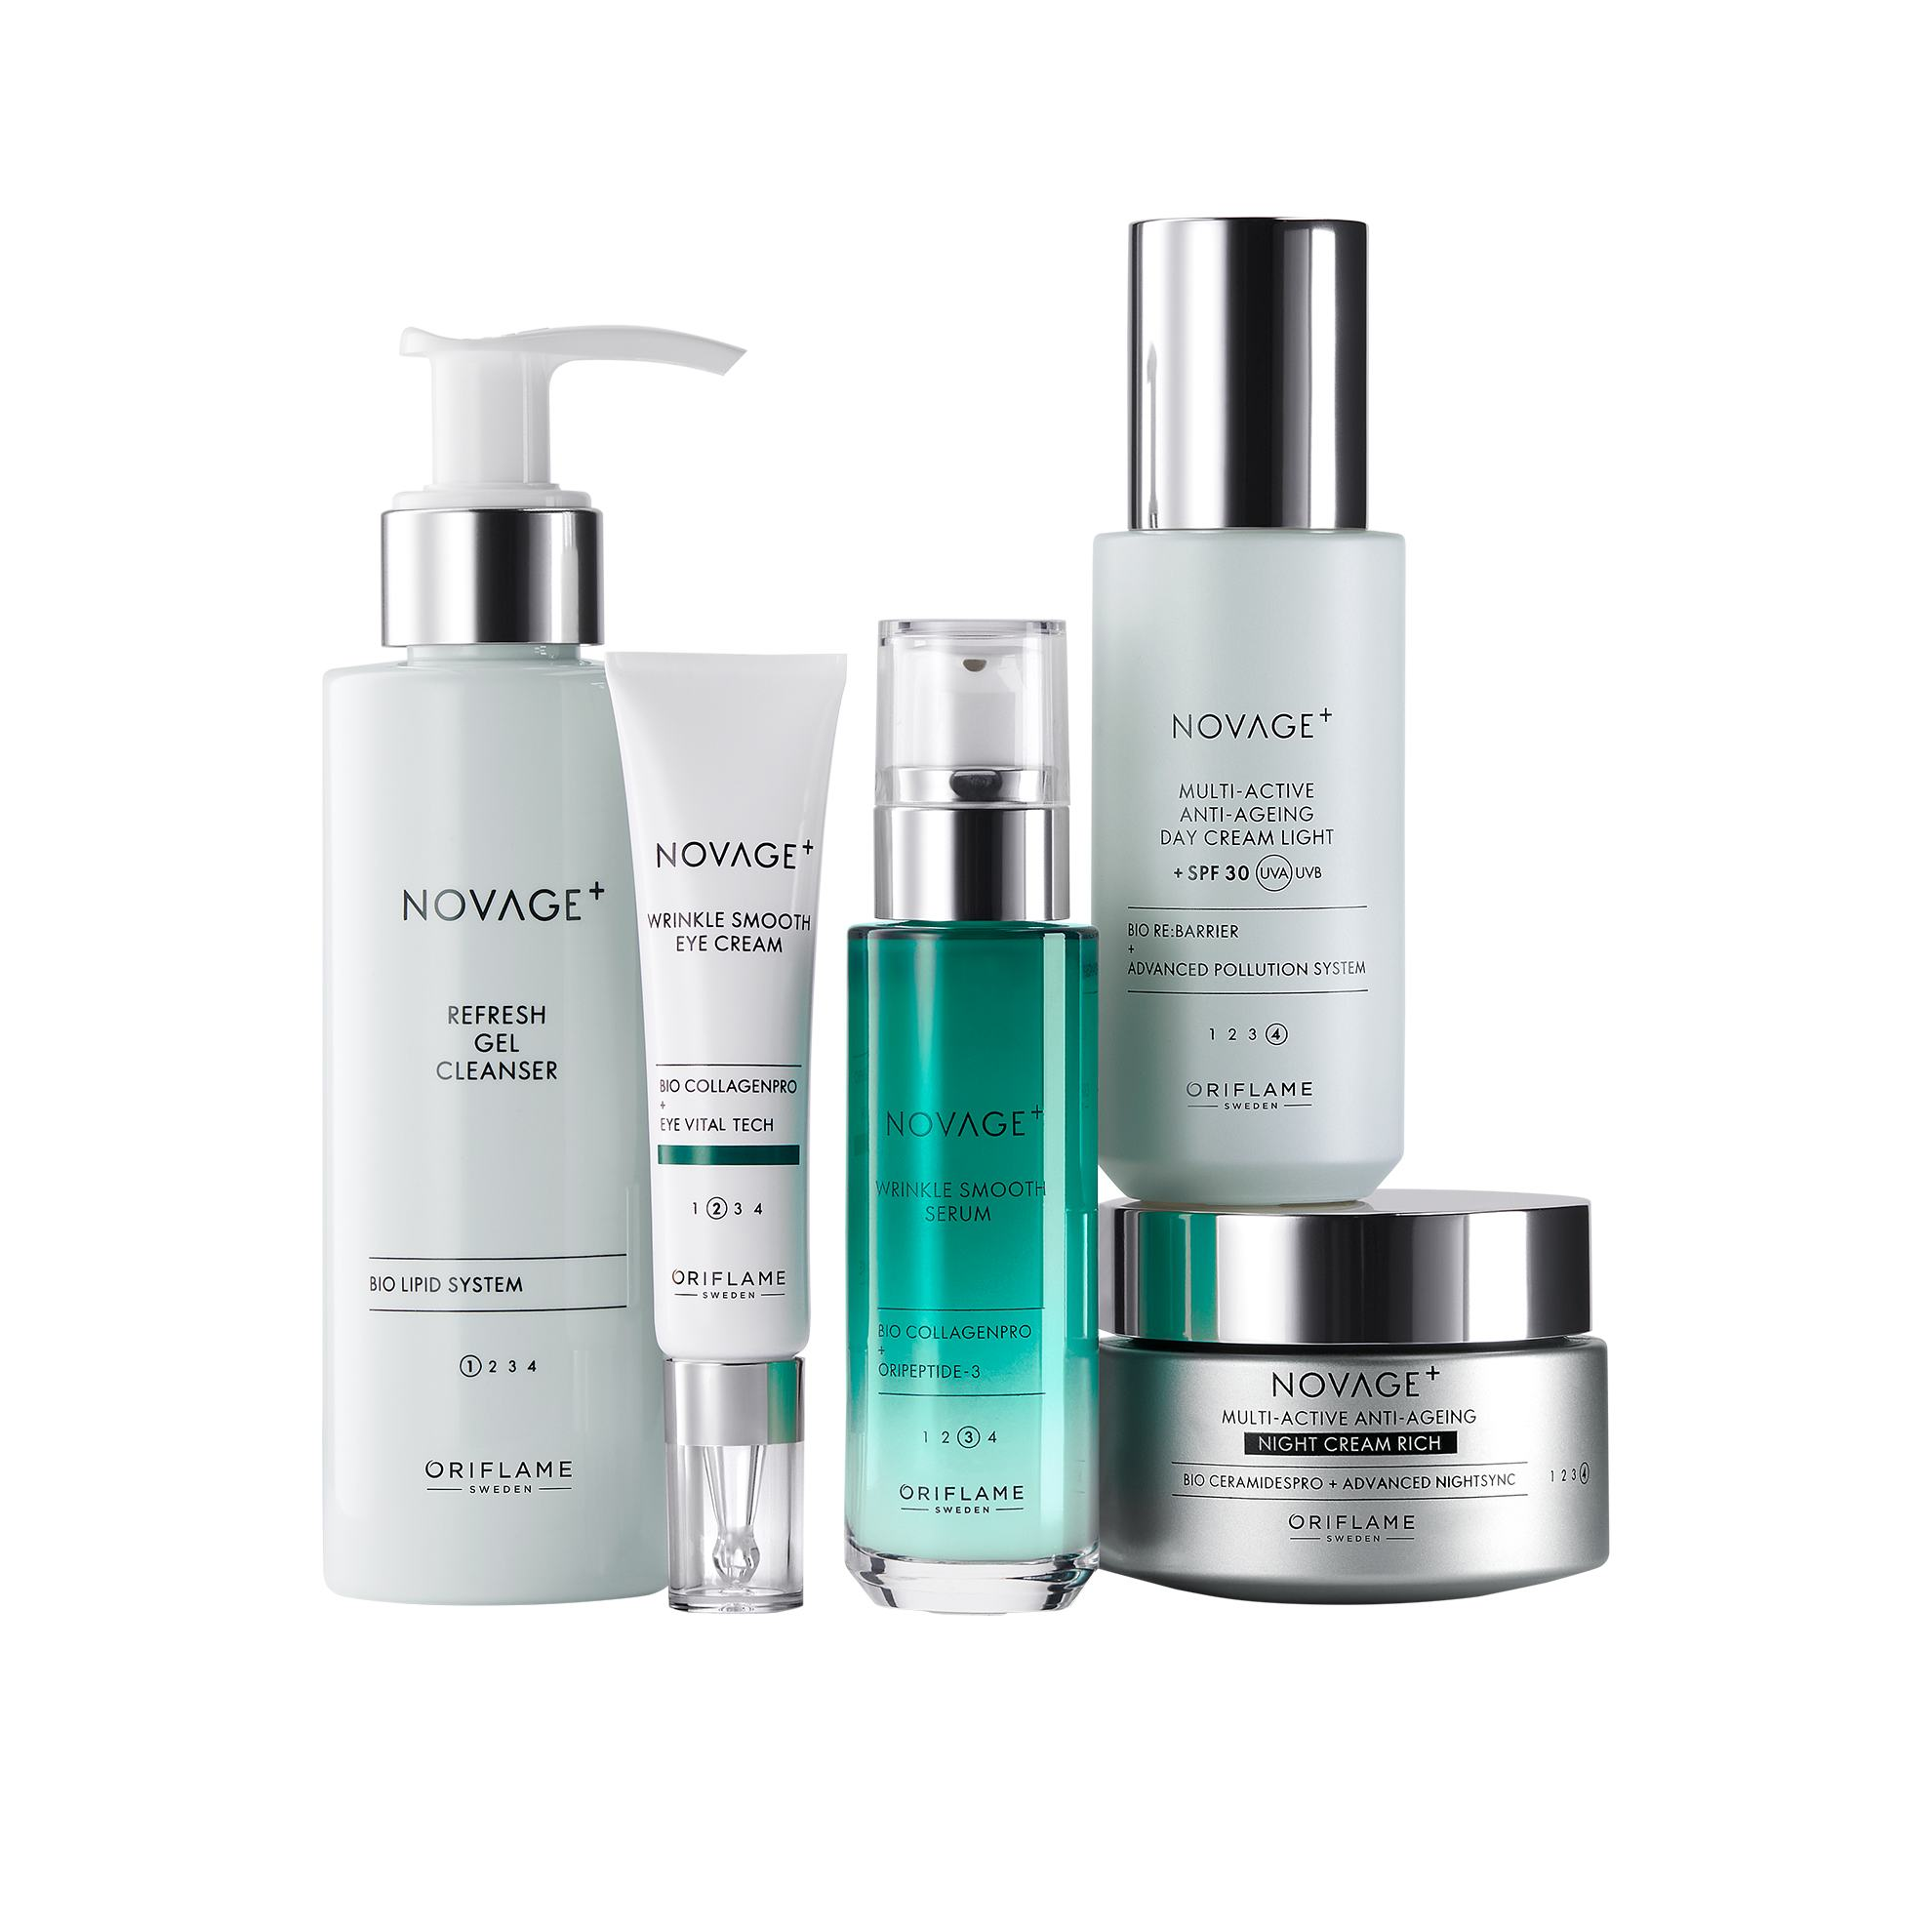 NOVAGE+
REFRESH
GEL
CLEANSER
BIO LIPID SYSTEM
1 2 3 4
ORIFLAME
SWEDEN
NOVAGE+
WRINKLE SMOOTH
EYE CREAM
BIO COLLAGENPRO
+
EYE VITAL TECH
1 2 3 4
ORIFLAME
SWEDEN
NOVAGE+
WRINKLE SMOOTH
SERUM
BIO COLLAGENPRO
+
ORIPEPTIDE-3
1 2 3 4
ORIFLAME
SWEDEN
NOVAGE+
MULTI-ACTIVE
ANTI-AGEING
DAY CREAM LIGHT
+ SPF 30 UVA UVB
BIO RE:BARRIER
+
ADVANCED POLLUTION SYSTEM
1 2 3 4
ORIFLAME
SWEDEN
NOVAGE+
MULTI-ACTIVE ANTI-AGEING
NIGHT CREAM RICH
BIO CERAMIDESPRO + ADVANCED NIGHTSYNC
1 2 3 4
ORIFLAME
SWEDEN